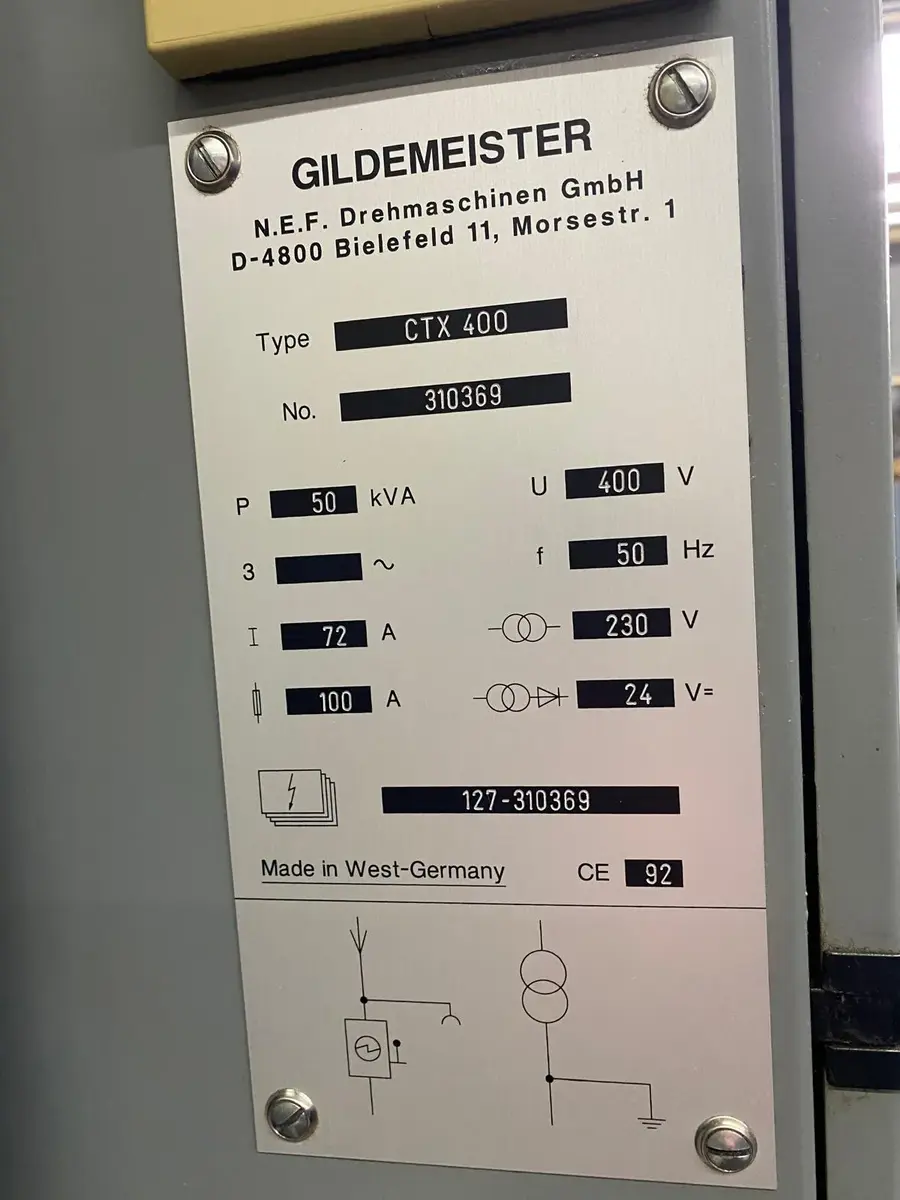 GILDEMEISTER
N.E.F. Drehmaschinen GmbH
D-4800 Bielefeld 11, Morsestr. 1
Type CTX 400
No. 310369
P 50 kVA U 400 V
3 ~ f 50 Hz
I 72 A 230 V
100 A 24 V=
127-310369
Made in West-Germany CE 92